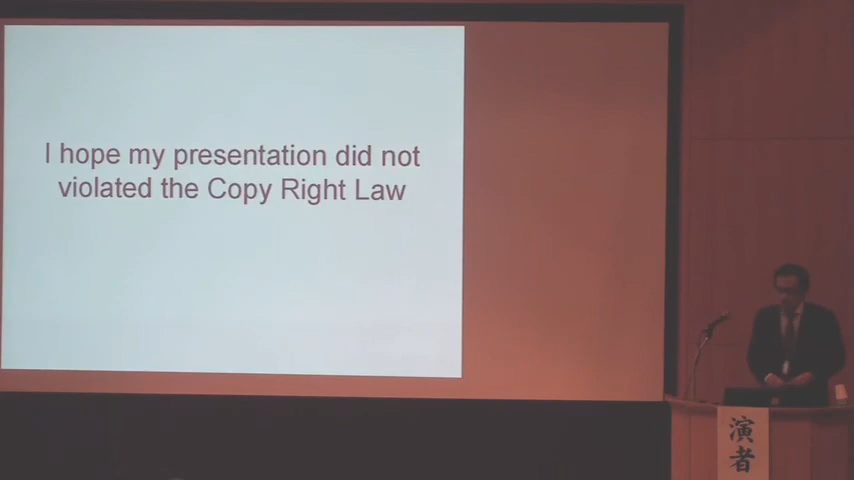 I hope my presentation did not
violated the Copy Right Law
演
者